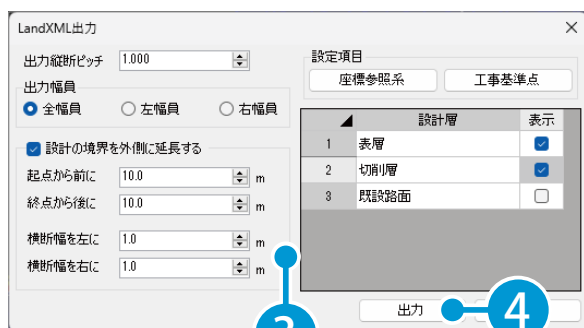 LandXML出力
出力縦断ピッチ 1.000
出力幅員
全幅員 左幅員 右幅員
設計の境界を外側に延長する
起点から前に 10.0 m
終点から後に 10.0 m
横断幅を左に 1.0 m
横断幅を右に 1.0 m
設定項目
座標参照系 工事基準点
設計層 表示
1 表層
2 切削層
3 既設路面
出力
4